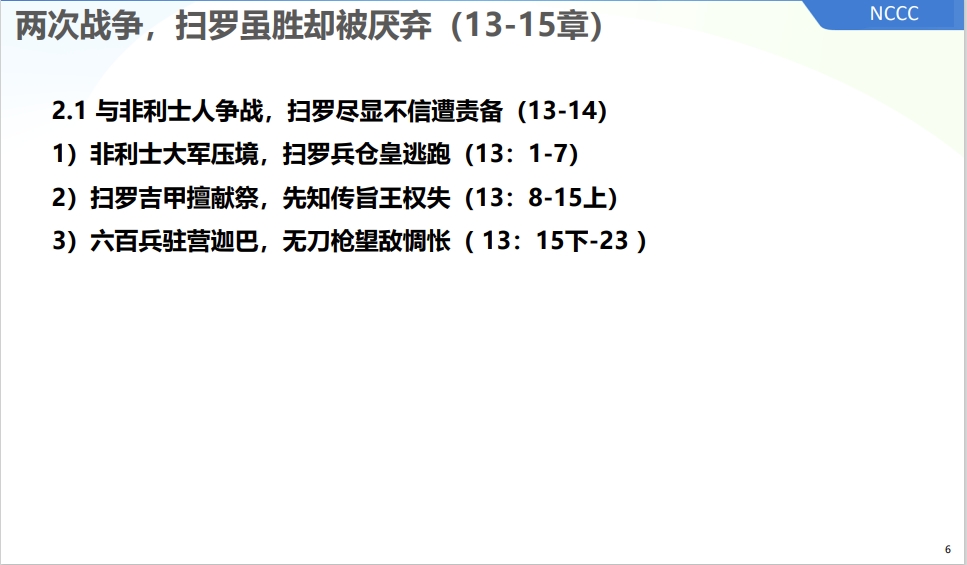 两次战争，扫罗虽胜却被厌弃（13-15章）
NCCC
2.1 与非利士人争战，扫罗尽显不信遭责备（13-14）
1）非利士大军压境，扫罗兵仓皇逃跑（13：1-7）
2）扫罗吉甲擅献祭，先知传旨王权失（13：8-15上）
3）六百兵驻营迦巴，无刀枪望敌惆怅（ 13：15下-23 ）
6